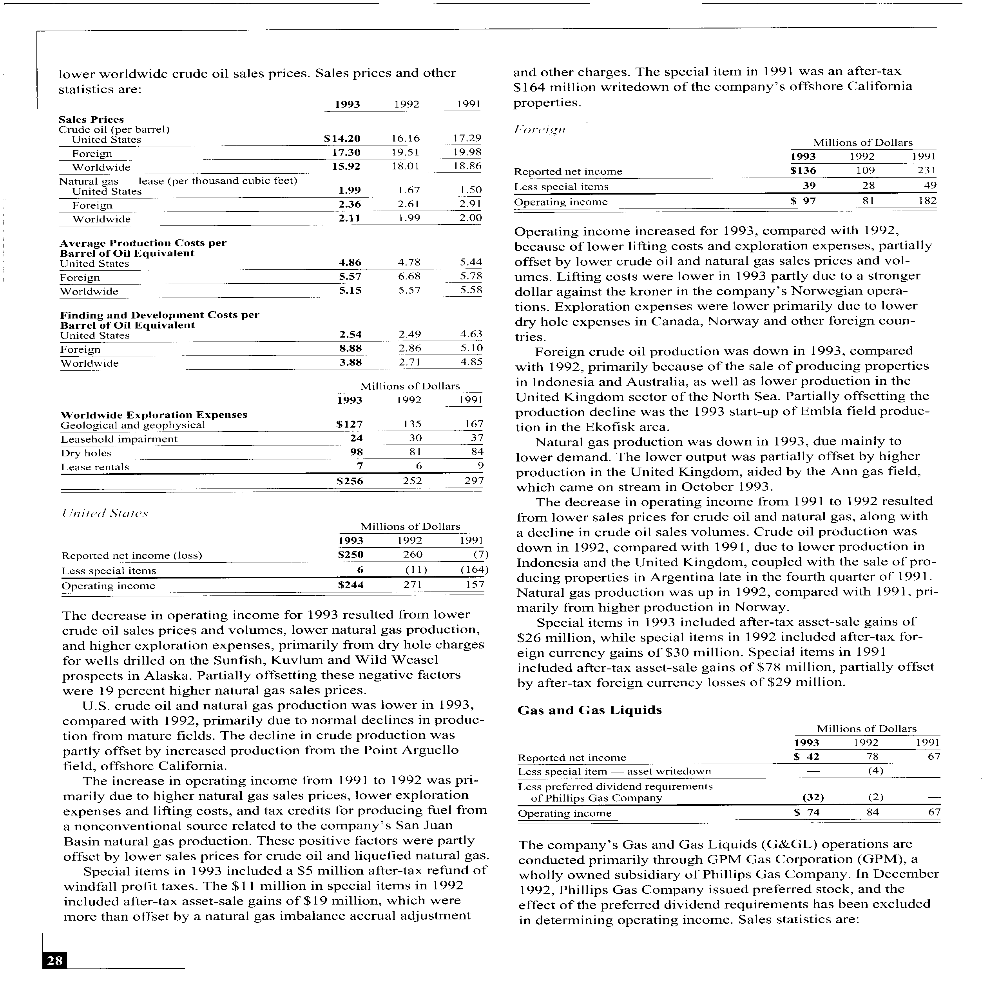 lower worldwide crude oil sales prices. Sales prices and other
statistics are:
1993 1992 1991
Sales Prices
Crude oil (per barrel)
United States $14.20 16.16 17.29
Foreign 17.30 19.51 19.98
Worldwide 15.92 18.01 18.86
Natural gas lease (per thousand cubic feet)
United States 1.99 1.67 1.50
Foreign 2.36 2.61 2.91
Worldwide 2.11 1.99 2.00
Average Production Costs per
Barrel of Oil Equivalent
United States 4.86 4.78 5.44
Foreign 5.57 6.68 5.78
Worldwide 5.15 5.57 5.58
Finding and Development Costs per
Barrel of Oil Equivalent
United States 2.54 2.49 4.63
Foreign 8.88 2.86 5.10
Worldwide 3.88 2.71 4.85
Millions of Dollars
1993 1992 1991
Worldwide Exploration Expenses
Geological and geophysical $127 135 167
Leasehold impairment 24 30 37
Dry holes 98 81 84
Lease rentals 7 6 9
$256 252 297
United States
Millions of Dollars
1993 1992 1991
Reported net income (loss) $250 260 (7)
Less special items 6 (11) (164)
Operating income $244 271 157
The decrease in operating income for 1993 resulted from lower
crude oil sales prices and volumes, lower natural gas production,
and higher exploration expenses, primarily from dry hole charges
for wells drilled on the Sunfish, Kuvlum and Wild Weasel
prospects in Alaska. Partially offsetting these negative factors
were 19 percent higher natural gas sales prices.
U.S. crude oil and natural gas production was lower in 1993,
compared with 1992, primarily due to normal declines in produc-
tion from mature fields. The decline in crude production was
partly offset by increased production from the Point Arguello
field, offshore California.
The increase in operating income from 1991 to 1992 was pri-
marily due to higher natural gas sales prices, lower exploration
expenses and lifting costs, and tax credits for producing fuel from
a nonconventional source related to the company's San Juan
Basin natural gas production. These positive factors were partly
offset by lower sales prices for crude oil and liquefied natural gas.
Special items in 1993 included a $5 million after-tax refund of
windfall profit taxes. The $11 million in special items in 1992
included after-tax asset-sale gains of $19 million, which were
more than offset by a natural gas imbalance accrual adjustment
28
and other charges. The special item in 1991 was an after-tax
$164 million writedown of the company's offshore California
properties.
Foreign
Millions of Dollars
1993 1992 1991
Reported net income $136 109 231
Less special items 39 28 49
Operating income $ 97 81 182
Operating income increased for 1993, compared with 1992,
because of lower lifting costs and exploration expenses, partially
offset by lower crude oil and natural gas sales prices and vol-
umes. Lifting costs were lower in 1993 partly due to a stronger
dollar against the kroner in the company's Norwegian opera-
tions. Exploration expenses were lower primarily due to lower
dry hole expenses in Canada, Norway and other foreign coun-
tries.
Foreign crude oil production was down in 1993, compared
with 1992, primarily because of the sale of producing properties
in Indonesia and Australia, as well as lower production in the
United Kingdom sector of the North Sea. Partially offsetting the
production decline was the 1993 start-up of Embla field produc-
tion in the Ekofisk area.
Natural gas production was down in 1993, due mainly to
lower demand. The lower output was partially offset by higher
production in the United Kingdom, aided by the Ann gas field,
which came on stream in October 1993.
The decrease in operating income from 1991 to 1992 resulted
from lower sales prices for crude oil and natural gas, along with
a decline in crude oil sales volumes. Crude oil production was
down in 1992, compared with 1991, due to lower production in
Indonesia and the United Kingdom, coupled with the sale of pro-
ducing properties in Argentina late in the fourth quarter of 1991.
Natural gas production was up in 1992, compared with 1991, pri-
marily from higher production in Norway.
Special items in 1993 included after-tax asset-sale gains of
$26 million, while special items in 1992 included after-tax for-
eign currency gains of $30 million. Special items in 1991
included after-tax asset-sale gains of $78 million, partially offset
by after-tax foreign currency losses of $29 million.
Gas and Gas Liquids
Millions of Dollars
1993 1992 1991
Reported net income $ 42 78 67
Less special item — asset writedown — (4)
Less preferred dividend requirements
of Phillips Gas Company (32) (2) —
Operating income $ 74 84 67
The company's Gas and Gas Liquids (G&GL) operations are
conducted primarily through GPM Gas Corporation (GPM), a
wholly owned subsidiary of Phillips Gas Company. In December
1992, Phillips Gas Company issued preferred stock, and the
effect of the preferred dividend requirements has been excluded
in determining operating income. Sales statistics are: